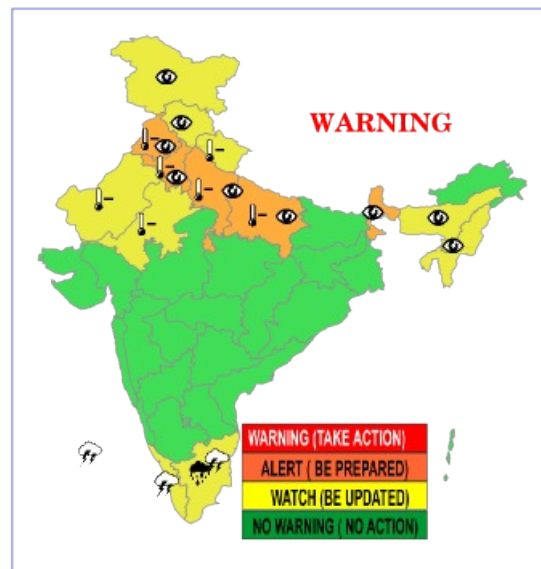 WARNING
WARNING (TAKE ACTION)
ALERT ( BE PREPARED)
WATCH (BE UPDATED)
NO WARNING ( NO ACTION)